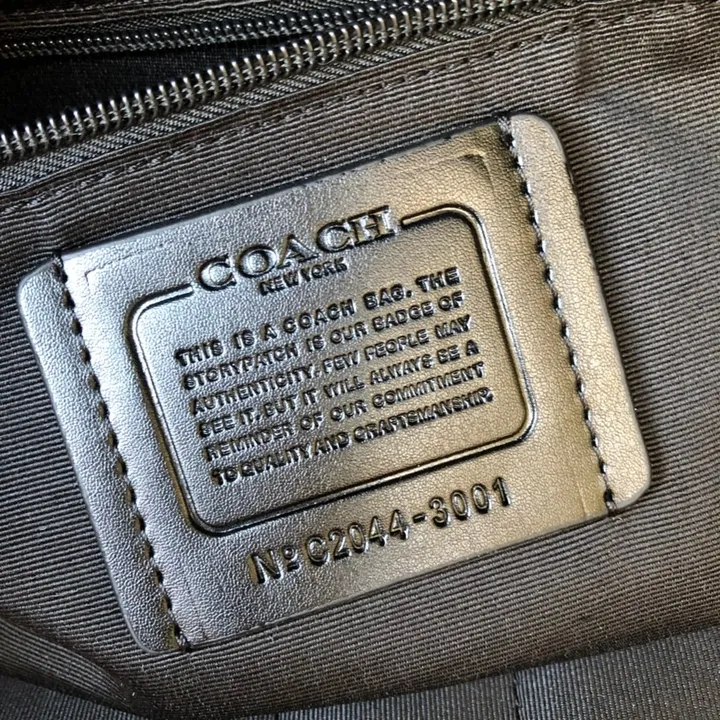 COACH
NEW YORK
THIS IS A COACH BAG. THE
STORYPATCH IS OUR BADGE OF
AUTHENTICITY. FEW PEOPLE MAY
SEE IT, BUT IT WILL ALWAYS BE A
REMINDER OF OUR COMMITMENT
TO QUALITY AND CRAFTSMANSHIP.
Nº C2044-3001